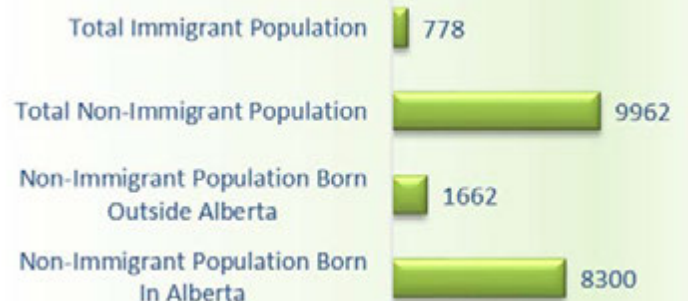 Total Immigrant Population 778
Total Non-Immigrant Population 9962
Non-Immigrant Population Born
Outside Alberta 1662
Non-Immigrant Population Born
In Alberta 8300